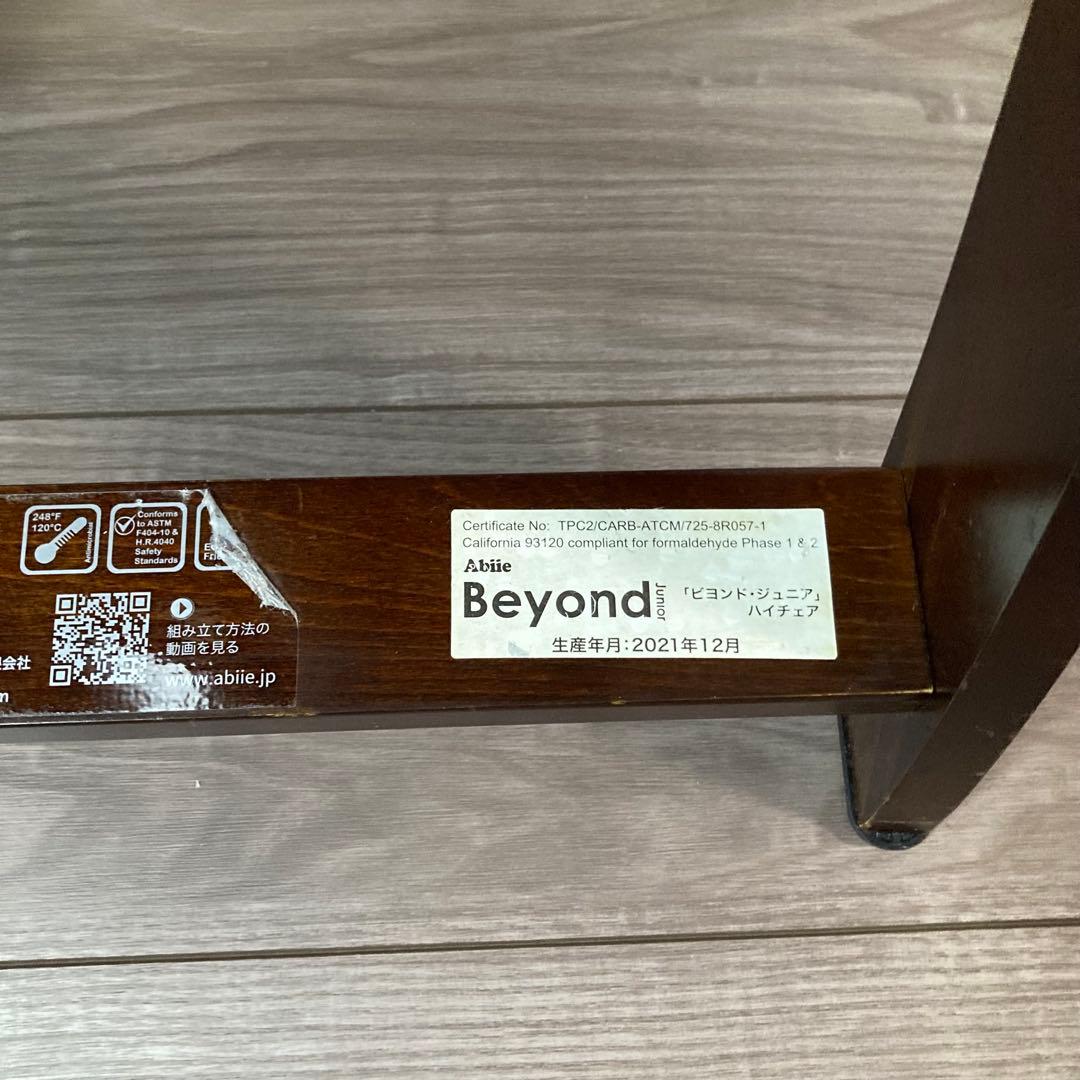 248°F
120°C
Antimicrobial
Conforms
to ASTM
F404-10 &
H.R.4040
Safety
Standards
組み立て方法の
動画を見る
www.abiie.jp
会社
Certificate No: TPC2/CARB-ATCM/725-8R057-1
California 93120 compliant for formaldehyde Phase 1 & 2
Abiie
Beyond Junior
「ビヨンド・ジュニア」
ハイチェア
生産年月:2021年12月